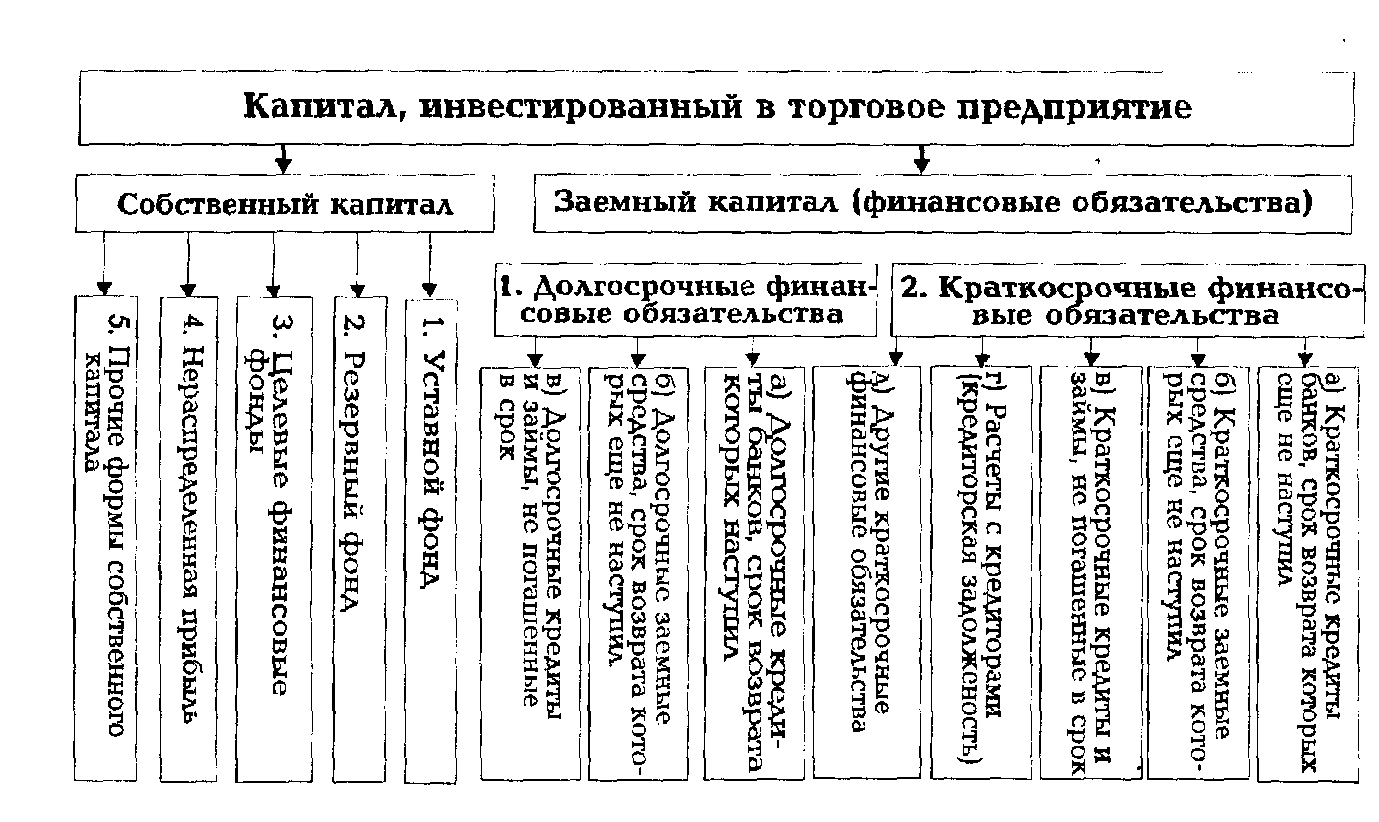 Капитал, инвестированный в торговое предприятие
Собственный капитал
Заемный капитал (финансовые обязательства)
1. Долгосрочные финан-
совые обязательства
2. Краткосрочные финансо-
вые обязательства
5. Прочие формы собственного
капитала
4. Нераспределенная прибыль
3. Целевые финансовые
фонды
2. Резервный фонд
1. Уставной фонд
в) Долгосрочные кредиты
и займы, не погашенные
в срок
б) Долгосрочные заемные
средства, срок возврата кото-
рых еще не наступил
а) Долгосрочные креди-
ты банков, срок возврата
которых наступил
д) Другие краткосрочные
финансовые обязательства
г) Расчеты с кредиторами
(кредиторская задолженость)
в) Краткосрочные кредиты и
займы, не погашенные в срок
б) Краткосрочные заемные
средства, срок возврата кото-
рых еще не наступил
а) Краткосрочные кредиты
банков, срок возврата которых
еще не наступил